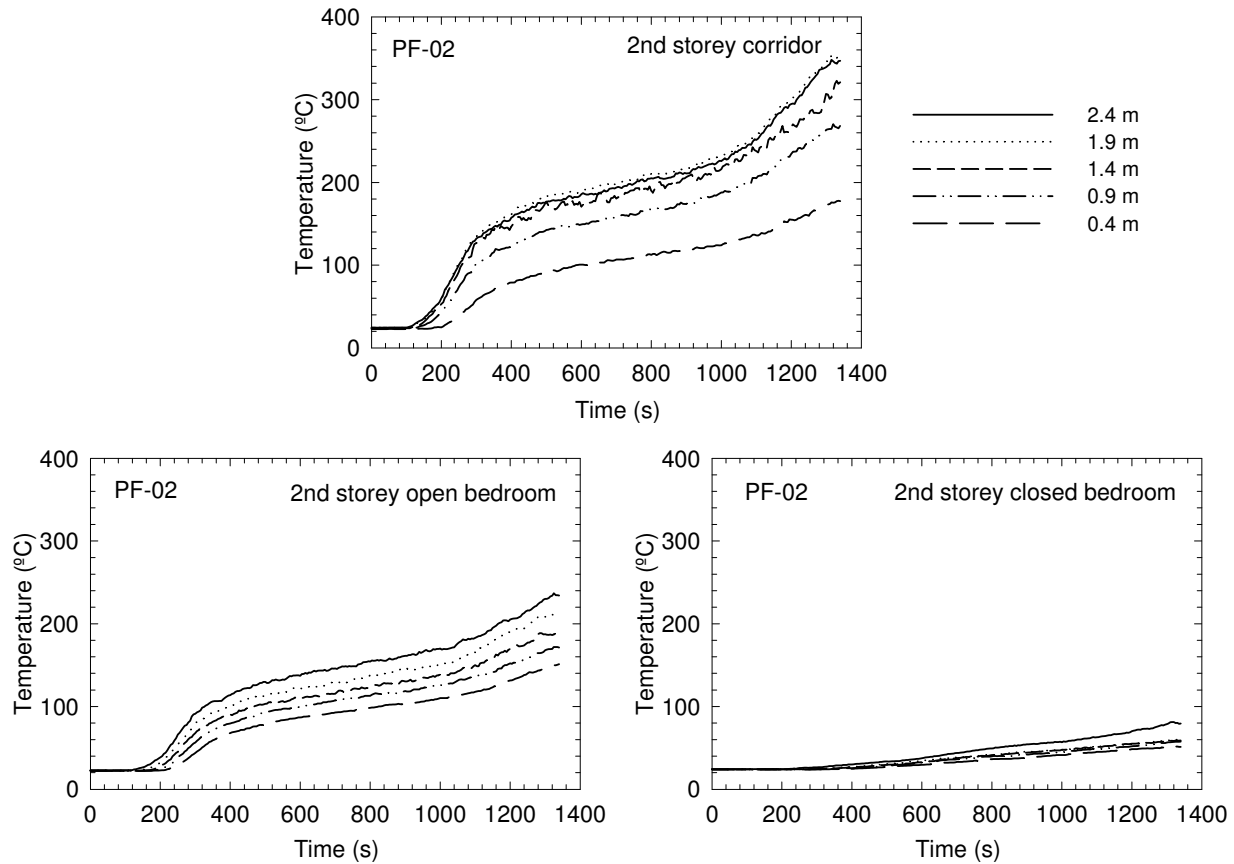 PF-02 2nd storey corridor
400
300
200
100
0
Temperature (ºC)
0 200 400 600 800 1000 1200 1400
Time (s)
2.4 m
1.9 m
1.4 m
0.9 m
0.4 m
PF-02 2nd storey open bedroom
400
300
200
100
0
Temperature (ºC)
0 200 400 600 800 1000 1200 1400
Time (s)
PF-02 2nd storey closed bedroom
400
300
200
100
0
Temperature (ºC)
0 200 400 600 800 1000 1200 1400
Time (s)